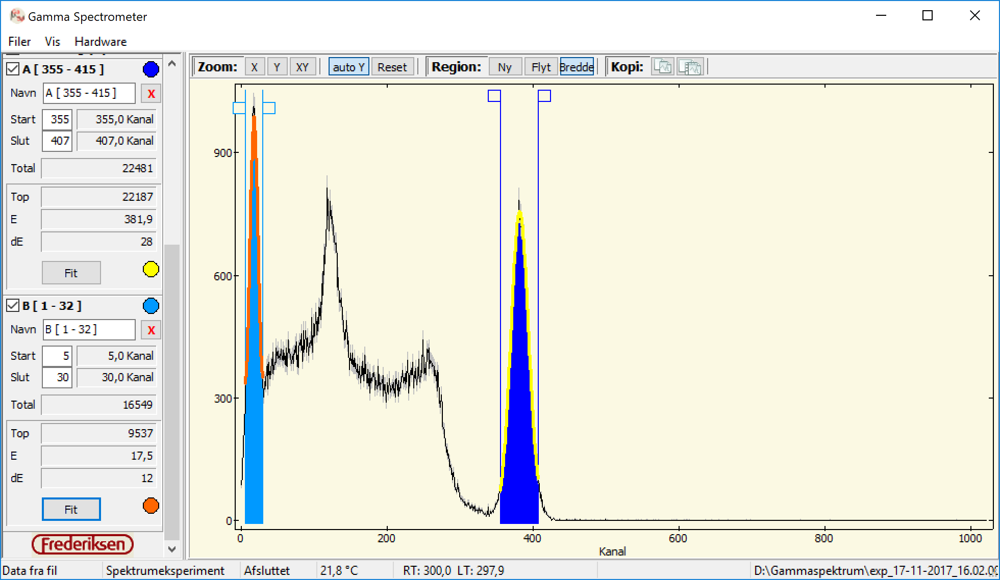 Gamma Spectrometer
Filer Vis Hardware
A [ 355 - 415 ]
Navn A [ 355 - 415 ] X
Start 355 355,0 Kanal
Slut 407 407,0 Kanal
Total 22481
Top 22187
E 381,9
dE 28
Fit
B [ 1 - 32 ]
Navn B [ 1 - 32 ] X
Start 5 5,0 Kanal
Slut 30 30,0 Kanal
Total 16549
Top 9537
E 17,5
dE 12
Fit
Frederiksen
Zoom: X Y XY auto Y Reset Region: Ny Flyt Bredde Kopi:
900
600
300
0
0 200 400 600 800 1000
Kanal
Data fra fil Spektrumeksperiment Afsluttet 21,8 °C RT: 300,0 LT: 297,9 D:\Gammaspektrum\exp_17-11-2017_16.02.0